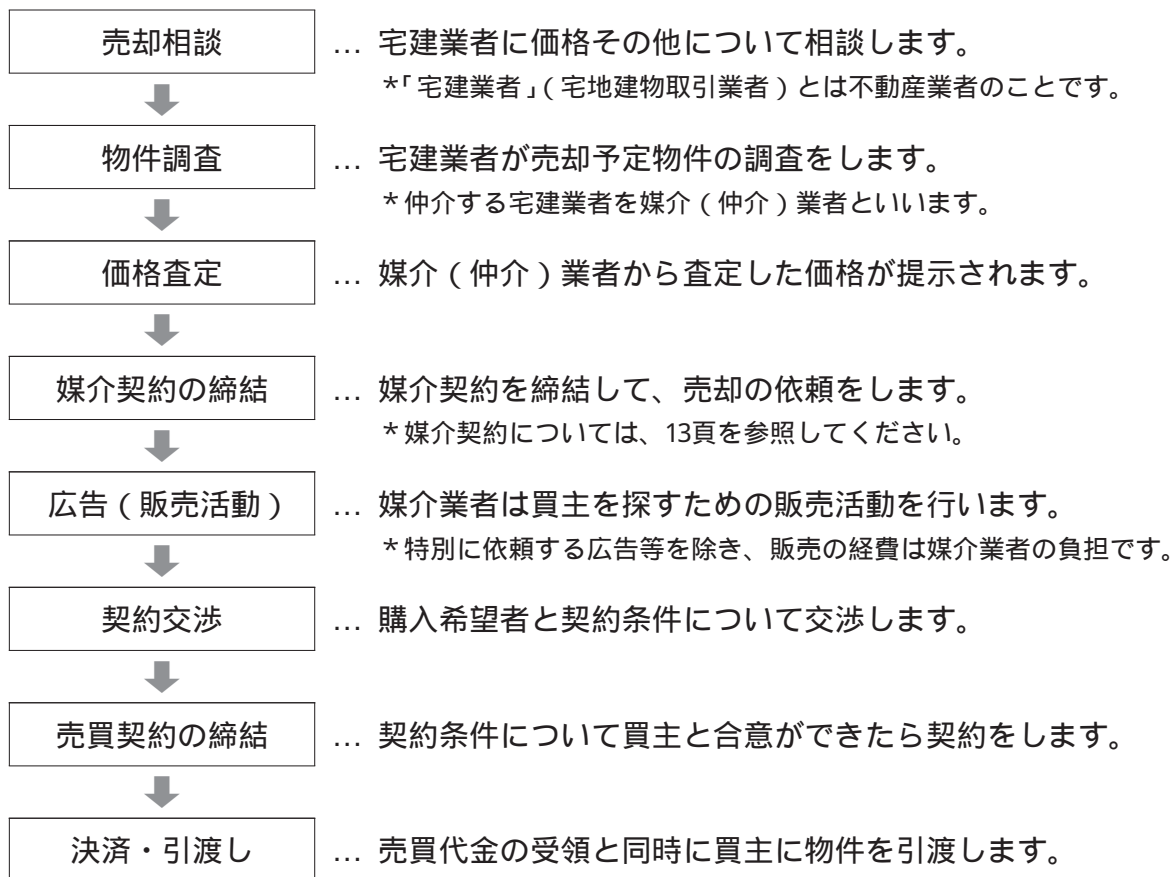 売却相談 … 宅建業者に価格その他について相談します。
*「宅建業者」(宅地建物取引業者)とは不動産業者のことです。
物件調査 … 宅建業者が売却予定物件の調査をします。
*仲介する宅建業者を媒介(仲介)業者といいます。
価格査定 … 媒介(仲介)業者から査定した価格が提示されます。
媒介契約の締結 … 媒介契約を締結して、売却の依頼をします。
*媒介契約については、13頁を参照してください。
広告(販売活動) … 媒介業者は買主を探すための販売活動を行います。
*特別に依頼する広告等を除き、販売の経費は媒介業者の負担です。
契約交渉 … 購入希望者と契約条件について交渉します。
売買契約の締結 … 契約条件について買主と合意ができたら契約をします。
決済・引渡し … 売買代金の受領と同時に買主に物件を引渡します。